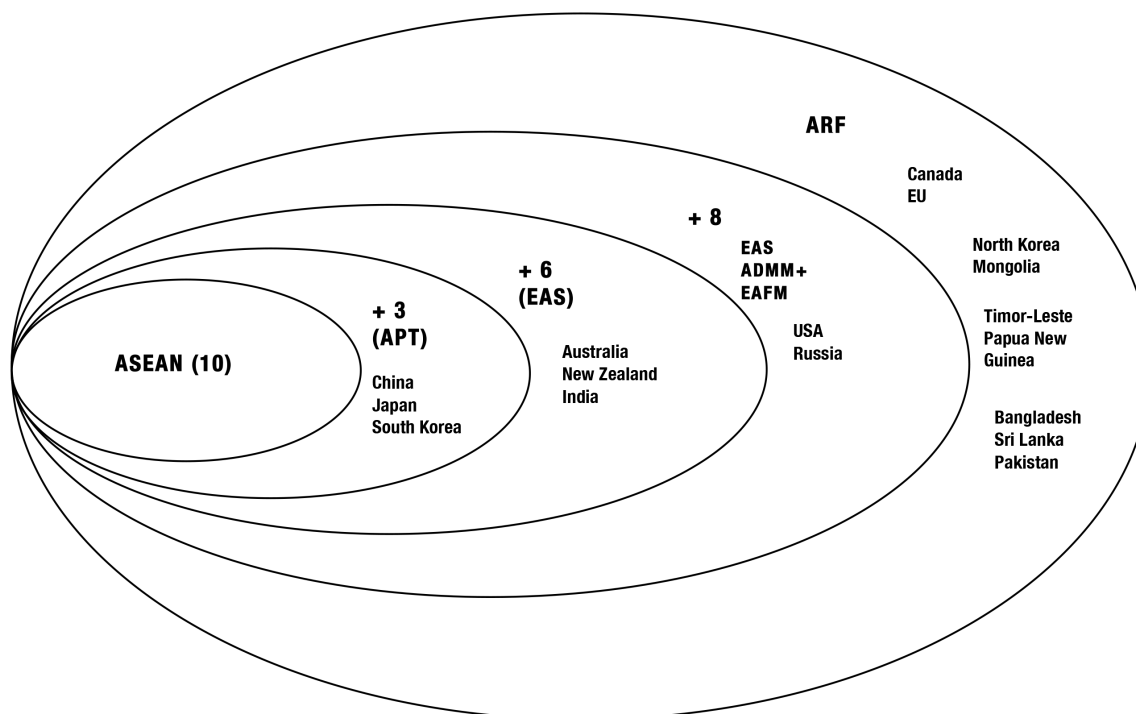 ARF
Canada
EU
+ 8
North Korea
Mongolia
EAS
ADMM+
EAFM
+ 6
(EAS)
+ 3
(APT)
Timor-Leste
Papua New
Guinea
USA
Russia
ASEAN (10)
Australia
New Zealand
India
China
Japan
South Korea
Bangladesh
Sri Lanka
Pakistan